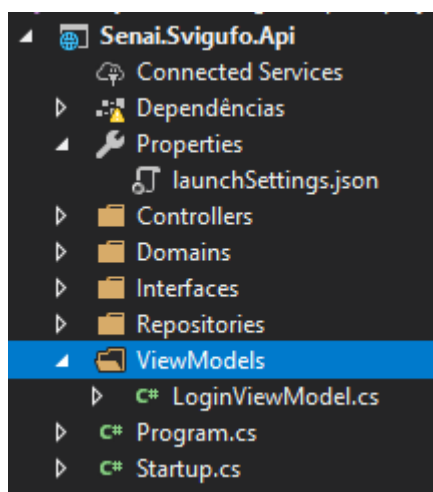 Senai.Svigufo.Api
Connected Services
Dependências
Properties
launchSettings.json
Controllers
Domains
Interfaces
Repositories
ViewModels
C# LoginViewModel.cs
C# Program.cs
C# Startup.cs